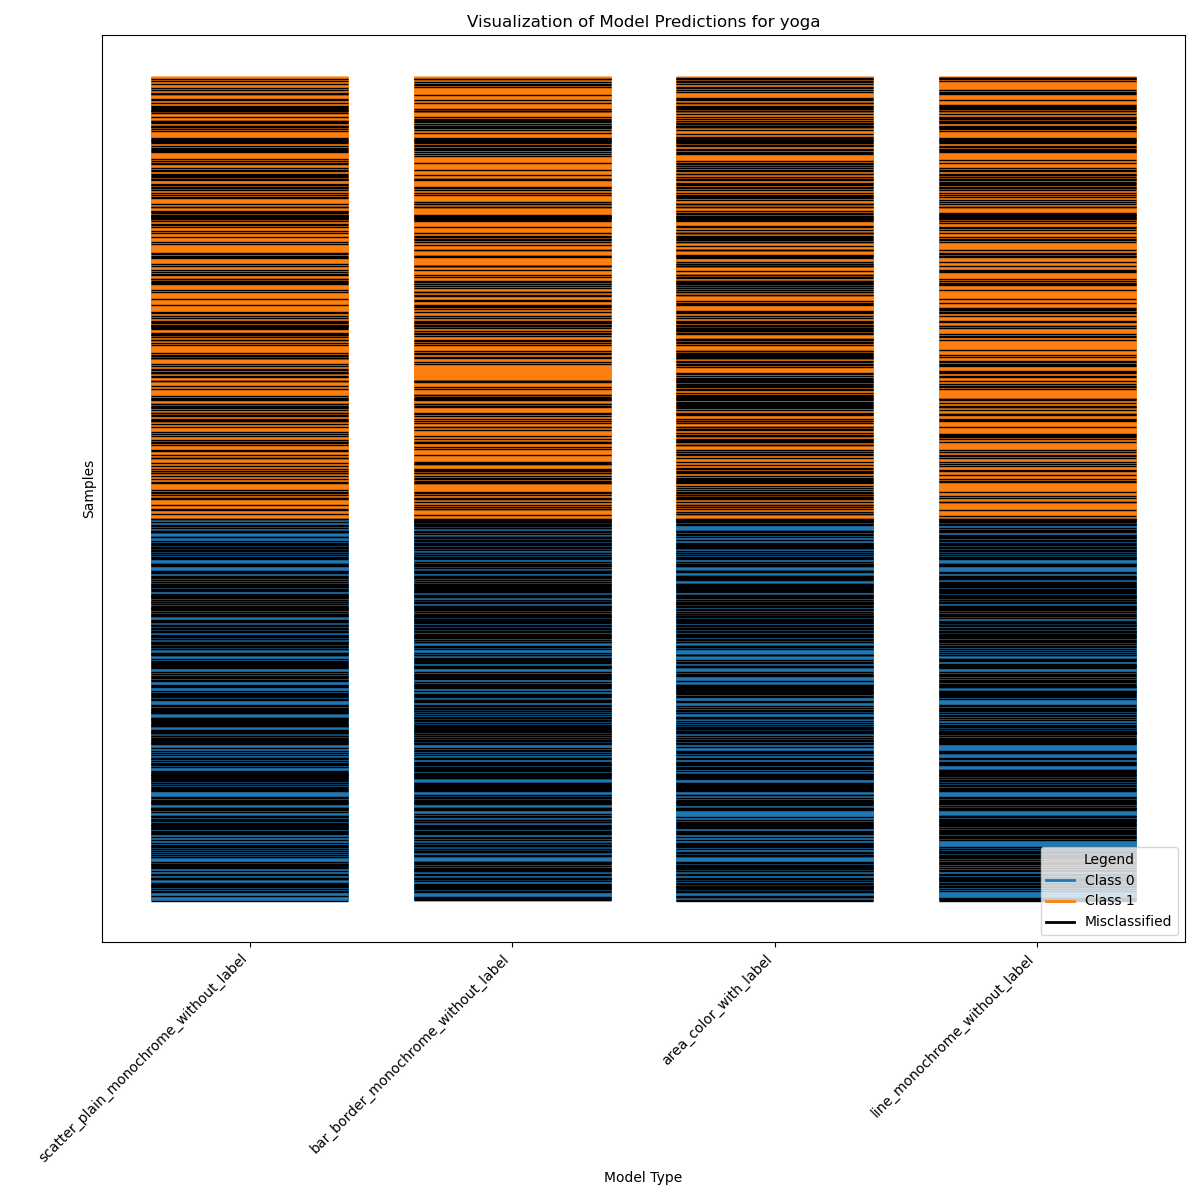 Visualization of Model Predictions for yoga
Samples
Legend
Class 0
Class 1
Misclassified
scatter_plain_monochrome_without_label
bar_border_monochrome_without_label
area_color_with_label
line_monochrome_without_label
Model Type